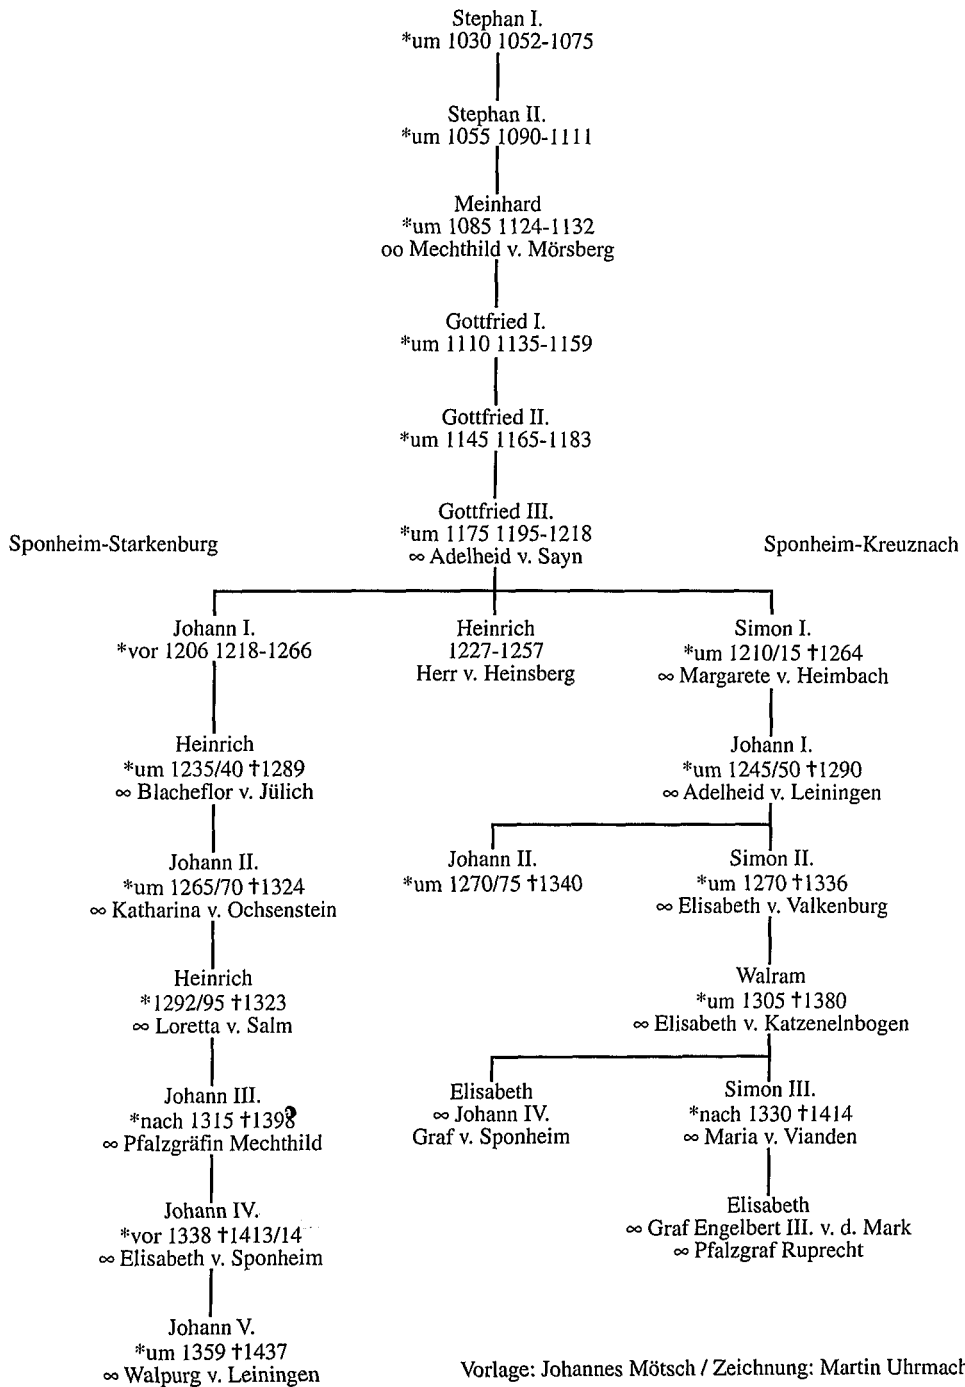 Stephan I.
*um 1030 1052-1075
Stephan II.
*um 1055 1090-1111
Meinhard
*um 1085 1124-1132
oo Mechthild v. Mörsberg
Gottfried I.
*um 1110 1135-1159
Gottfried II.
*um 1145 1165-1183
Gottfried III.
*um 1175 1195-1218
∞ Adelheid v. Sayn
Sponheim-Starkenburg
Sponheim-Kreuznach
Johann I.
*vor 1206 1218-1266
Heinrich
1227-1257
Herr v. Heinsberg
Simon I.
*um 1210/15 †1264
∞ Margarete v. Heimbach
Heinrich
*um 1235/40 †1289
∞ Blacheflor v. Jülich
Johann I.
*um 1245/50 †1290
∞ Adelheid v. Leiningen
Johann II.
*um 1265/70 †1324
∞ Katharina v. Ochsenstein
Johann II.
*um 1270/75 †1340
Simon II.
*um 1270 †1336
∞ Elisabeth v. Valkenburg
Heinrich
*1292/95 †1323
∞ Loretta v. Salm
Walram
*um 1305 †1380
∞ Elisabeth v. Katzenelnbogen
Johann III.
*nach 1315
∞ Pfalzgräfin Mechthild
Elisabeth
∞ Johann IV.
Graf v. Sponheim
Simon III.
*nach 1330 †1414
∞ Maria v. Vianden
Johann IV.
*vor 1338 †1413/14
∞ Elisabeth v. Sponheim
Elisabeth
∞ Graf Engelbert III. v. d. Mark
∞ Pfalzgraf Ruprecht
Johann V.
*um 1359 †1437
∞ Walpurg v. Leiningen
Vorlage: Johannes Mötsch / Zeichnung: Martin Uhrmach